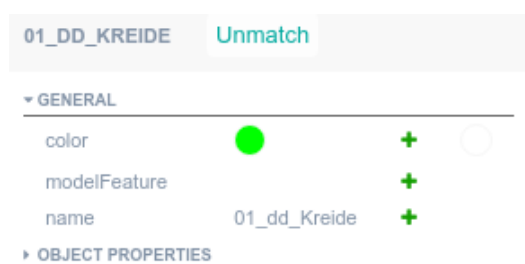 01_DD_KREIDE Unmatch
GENERAL
color
modelFeature
name 01_dd_Kreide
OBJECT PROPERTIES